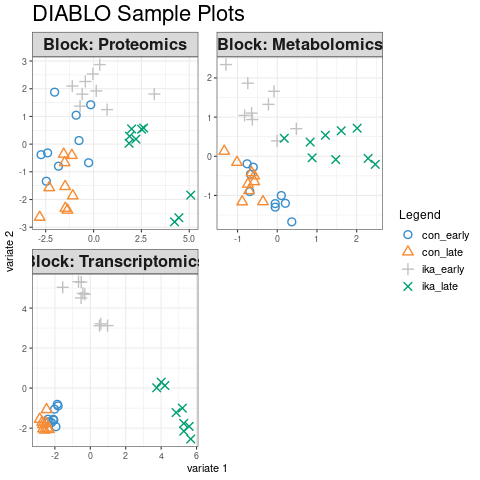 DIABLO Sample Plots
Block: Proteomics
Block: Metabolomics
3
2
1
0
-1
-2
-3
-2.5
0.0
2.5
5.0
2
1
0
-1
-1
0
1
2
variate 2
Legend
con_early
con_late
ika_early
ika_late
Block: Transcriptomics
4
2
0
-2
-2
0
2
4
6
variate 1